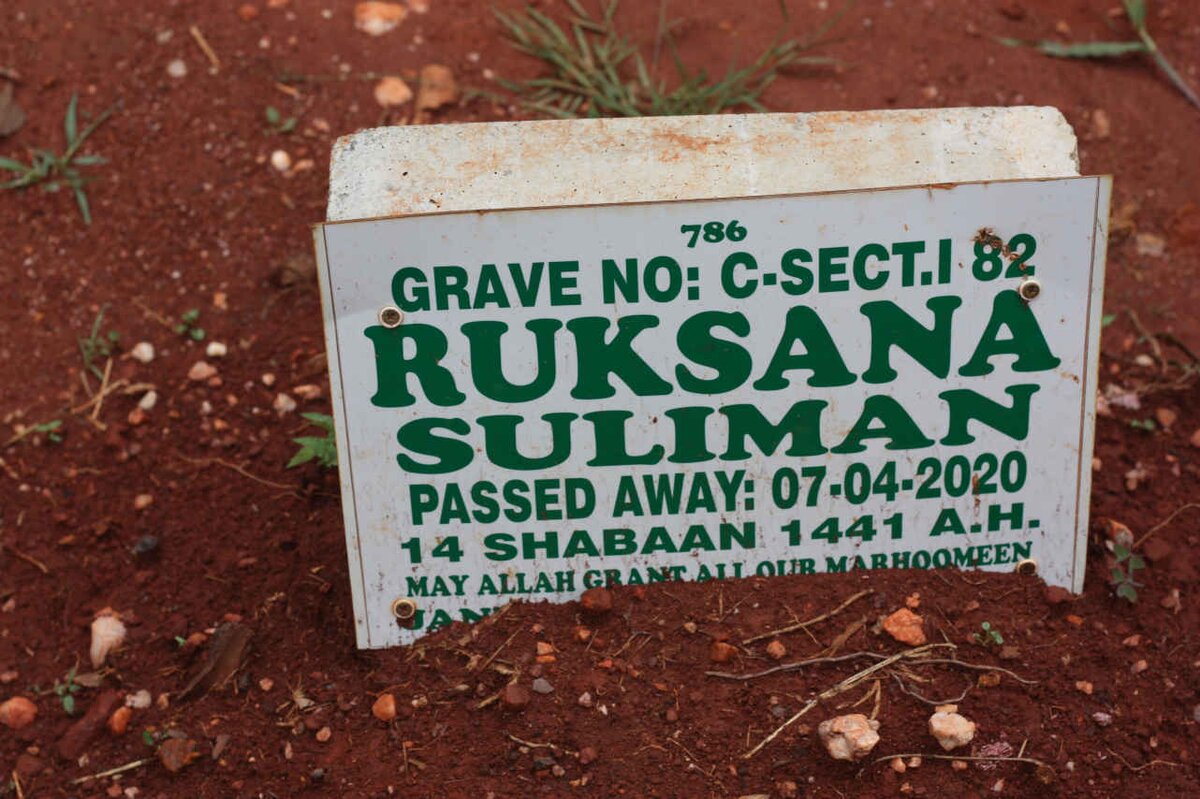 786
GRAVE NO: C-SECT.I 82
RUKSANA
SULIMAN
PASSED AWAY: 07-04-2020
14 SHABAAN 1441 A.H.
MAY ALLAH GRANT ALL OUR MARHOOMEEN